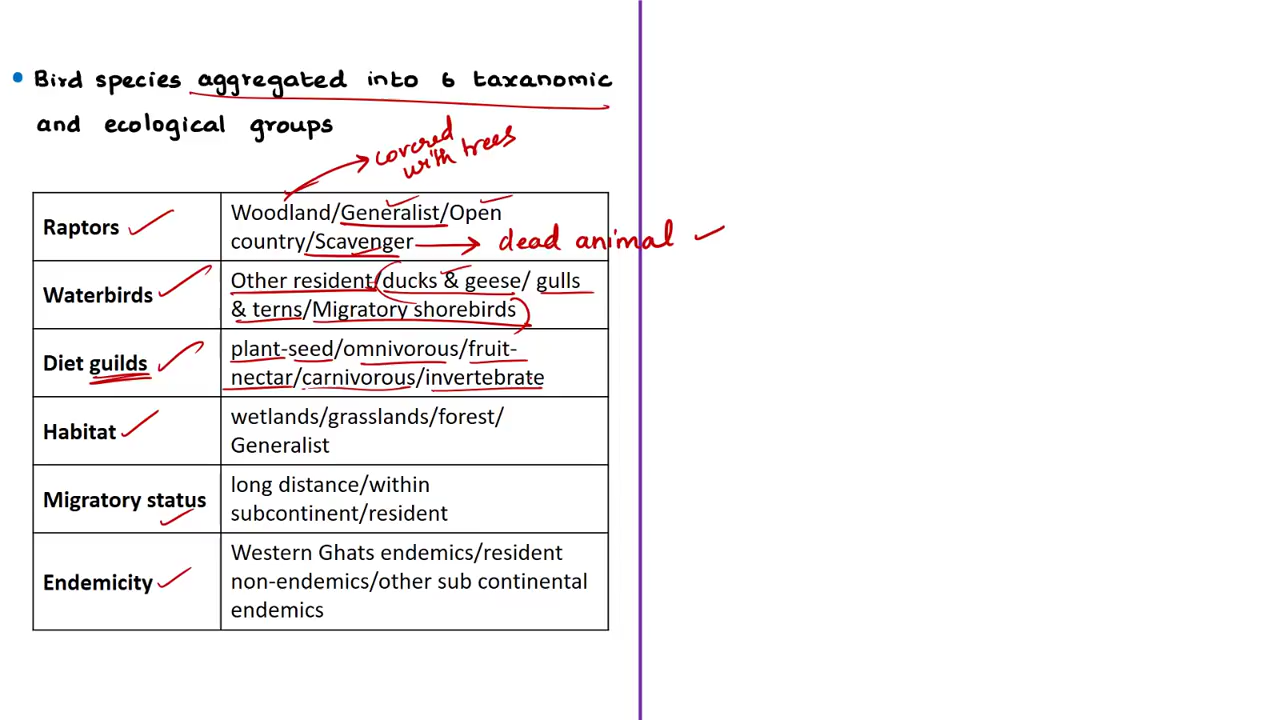 Bird species aggregated into 6 taxanomic
and ecological groups
covered
with trees
Raptors
Woodland/Generalist/Open
country/Scavenger → dead animal
Waterbirds
Other resident/ducks & geese/ gulls
& terns/Migratory shorebirds
Diet guilds
plant-seed/omnivorous/fruit-
nectar/carnivorous/invertebrate
Habitat
wetlands/grasslands/forest/
Generalist
Migratory status
long distance/within
subcontinent/resident
Endemicity
Western Ghats endemics/resident
non-endemics/other sub continental
endemics